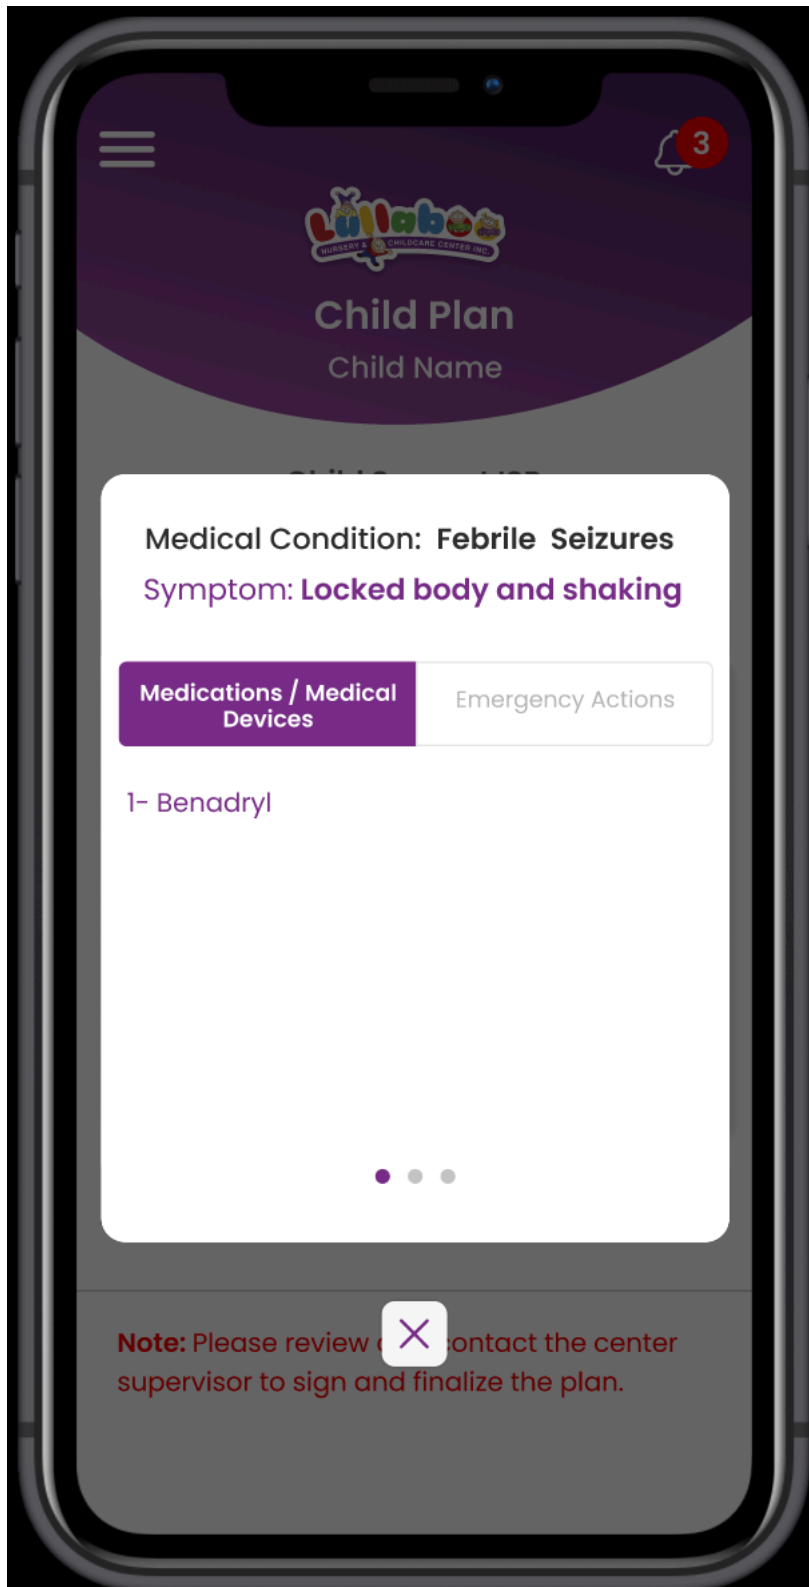 3
Lullaboo
NURSERY & CHILDCARE CENTER INC.
Child Plan
Child Name
Medical Condition: Febrile Seizures
Symptom: Locked body and shaking
Medications / Medical
Devices
Emergency Actions
1- Benadryl
Note: Please review contact the center
supervisor to sign and finalize the plan.